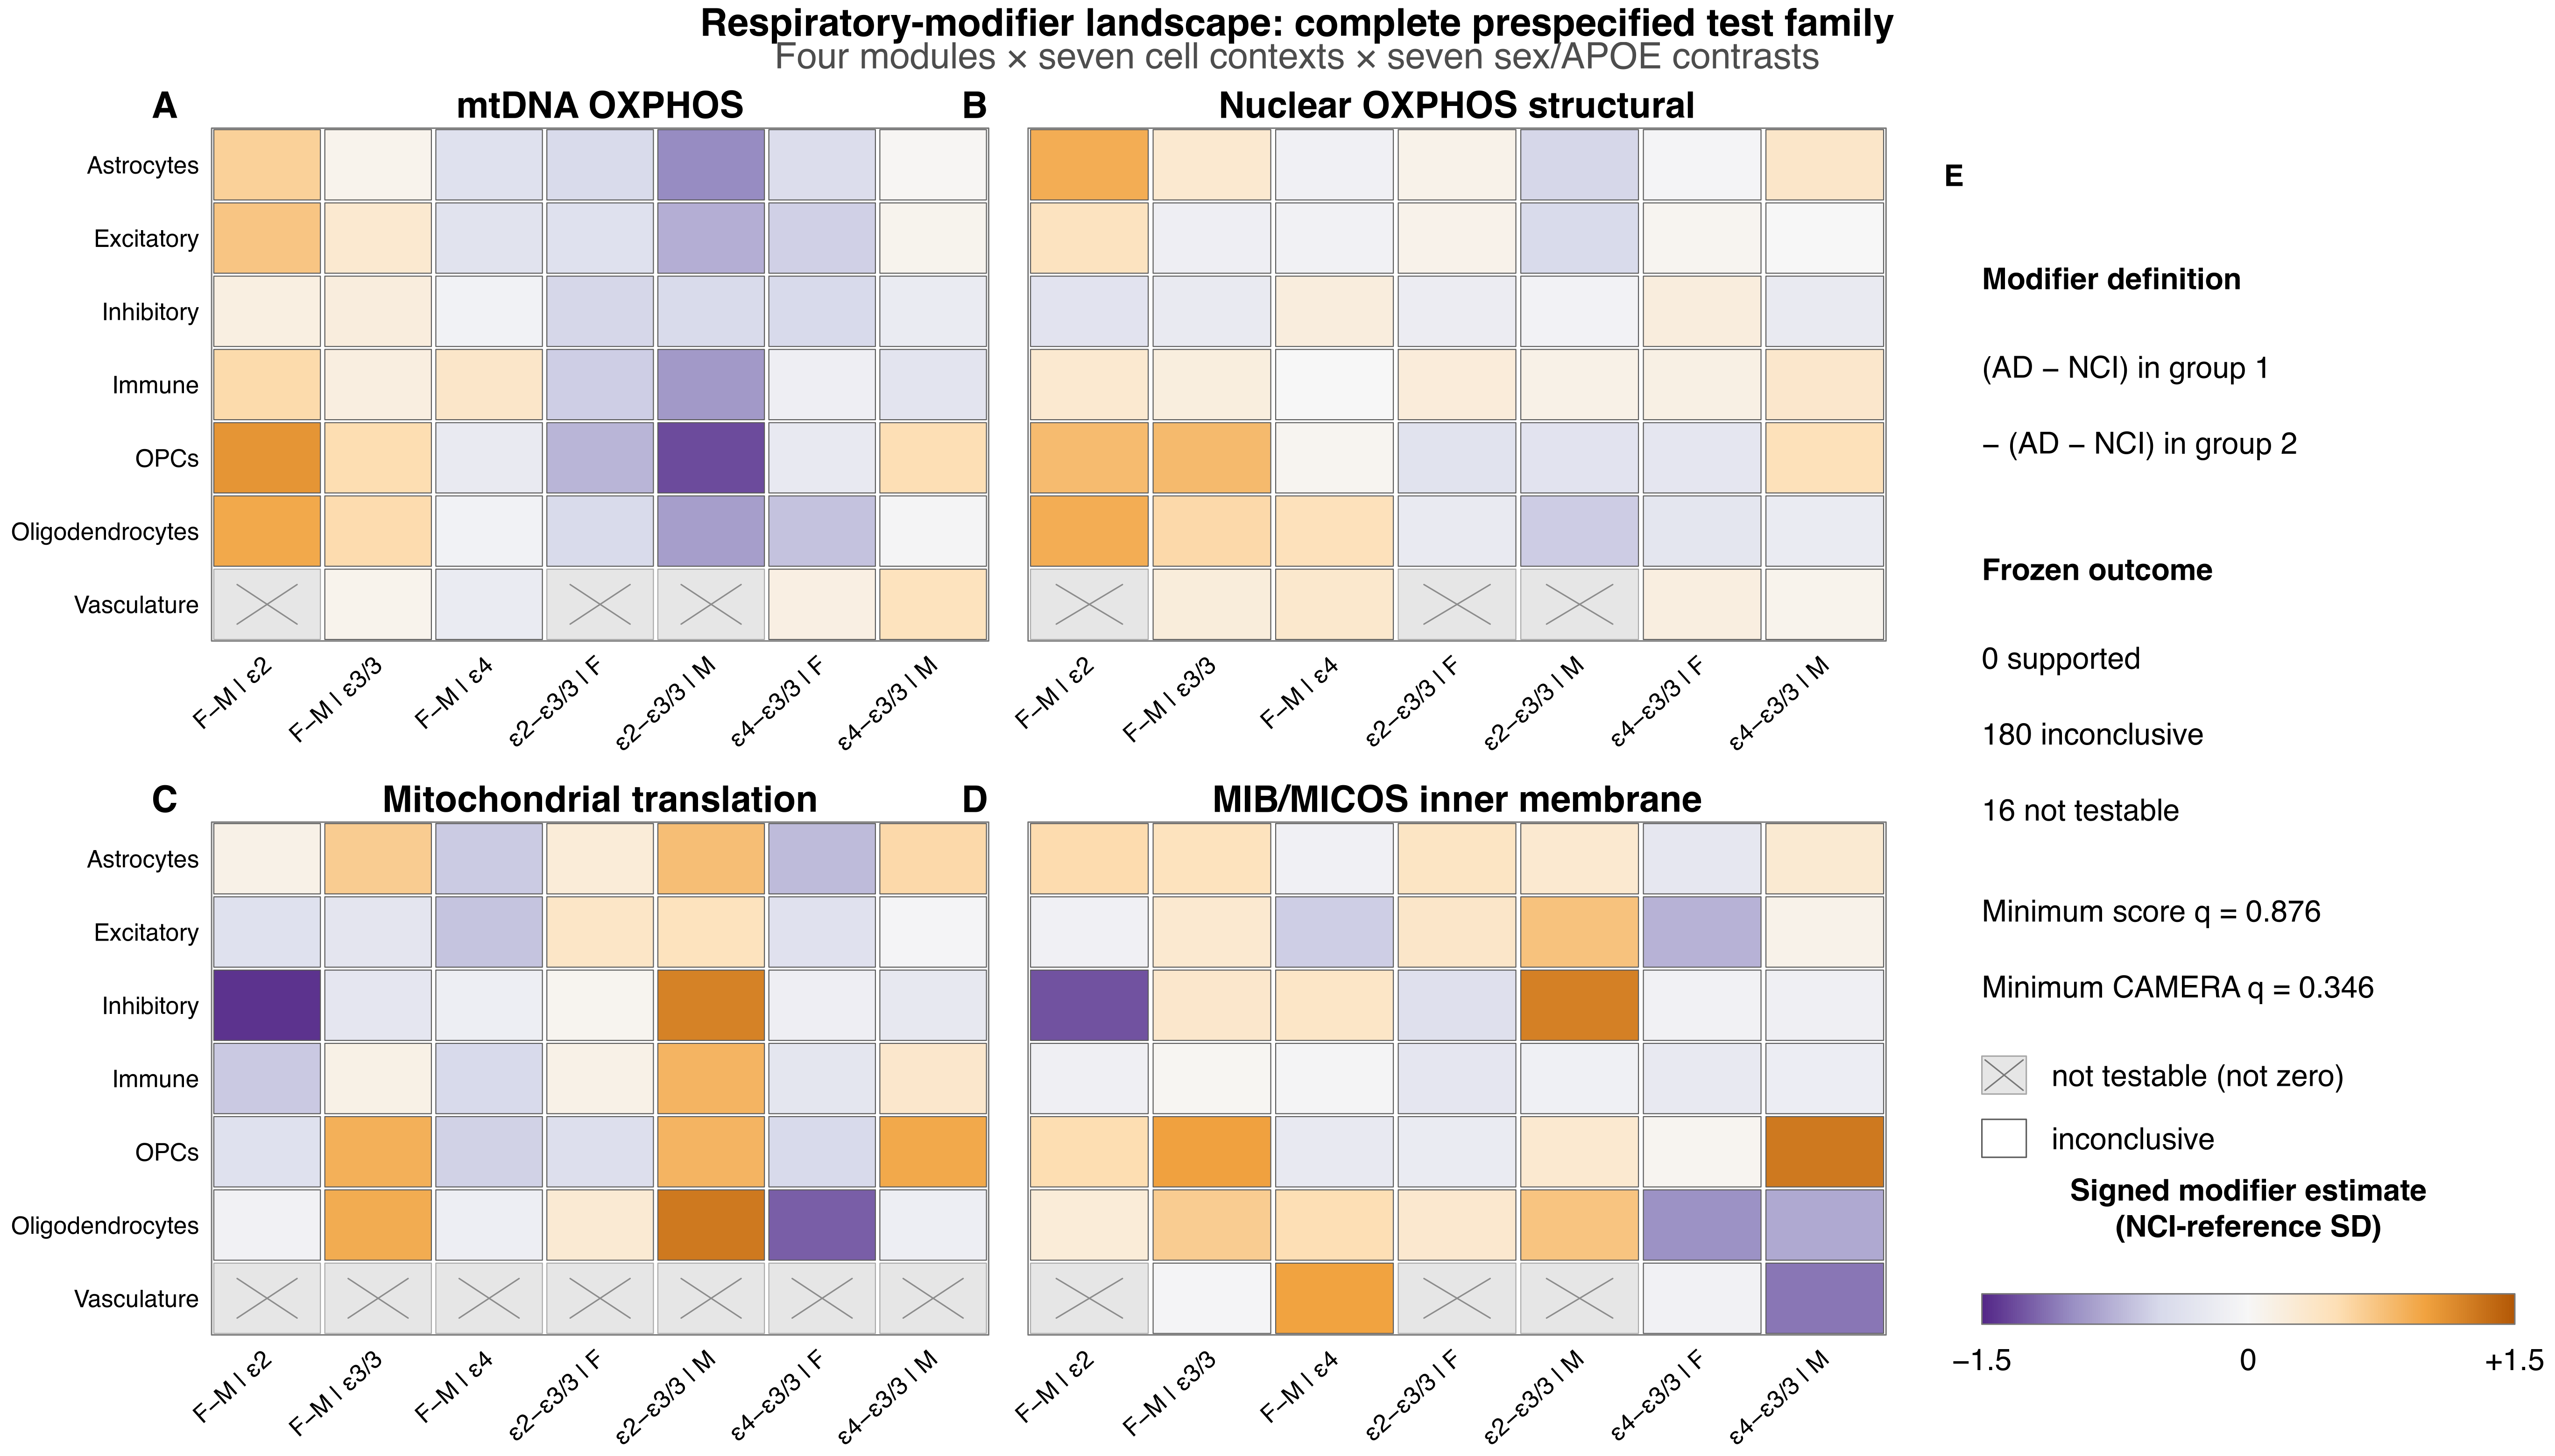 Respiratory-modifier landscape: complete prespecified test family
Four modules × seven cell contexts × seven sex/APOE contrasts
A
mtDNA OXPHOS
Astrocytes
Excitatory
Inhibitory
Immune
OPCs
Oligodendrocytes
Vasculature
F–M | ε2
F–M | ε3/3
F–M | ε4
ε2–ε3/3 | F
ε2–ε3/3 | M
ε4–ε3/3 | F
ε4–ε3/3 | M
B
Nuclear OXPHOS structural
F–M | ε2
F–M | ε3/3
F–M | ε4
ε2–ε3/3 | F
ε2–ε3/3 | M
ε4–ε3/3 | F
ε4–ε3/3 | M
C
Mitochondrial translation
Astrocytes
Excitatory
Inhibitory
Immune
OPCs
Oligodendrocytes
Vasculature
F–M | ε2
F–M | ε3/3
F–M | ε4
ε2–ε3/3 | F
ε2–ε3/3 | M
ε4–ε3/3 | F
ε4–ε3/3 | M
D
MIB/MICOS inner membrane
F–M | ε2
F–M | ε3/3
F–M | ε4
ε2–ε3/3 | F
ε2–ε3/3 | M
ε4–ε3/3 | F
ε4–ε3/3 | M
E
Modifier definition
(AD − NCI) in group 1
− (AD − NCI) in group 2
Frozen outcome
0 supported
180 inconclusive
16 not testable
Minimum score q = 0.876
Minimum CAMERA q = 0.346
not testable (not zero)
inconclusive
Signed modifier estimate
(NCI-reference SD)
−1.5
0
+1.5